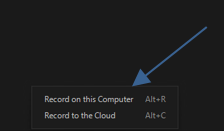 Record on this Computer Alt+R
Record to the Cloud Alt+C